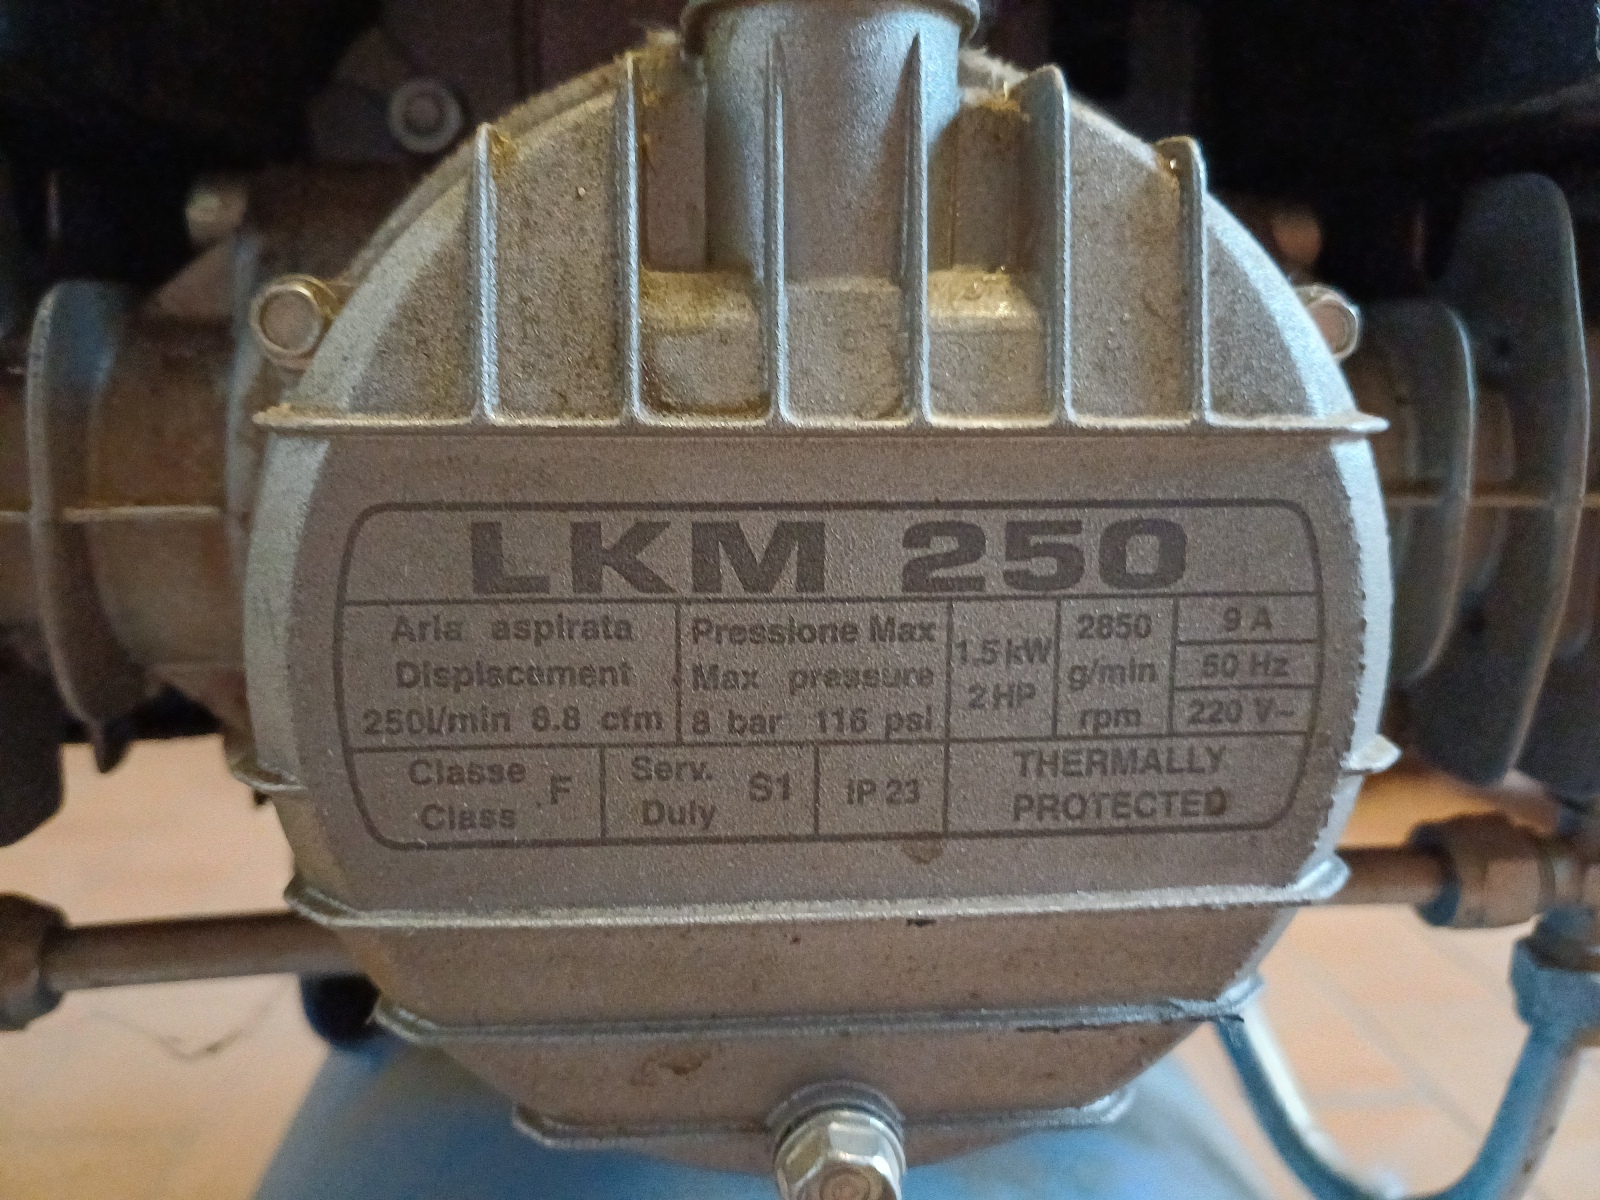 LKM 250
Aria aspirata
Displacement
250l/min 8.8 cfm
Pressione Max
Max pressure
8 bar 116 psi
1.5 kW
2 HP
2850
g/min
rpm
9 A
50 Hz
220 V~
Classe
Class
F
Serv.
Duty
S1
IP 23
THERMALLY
PROTECTED